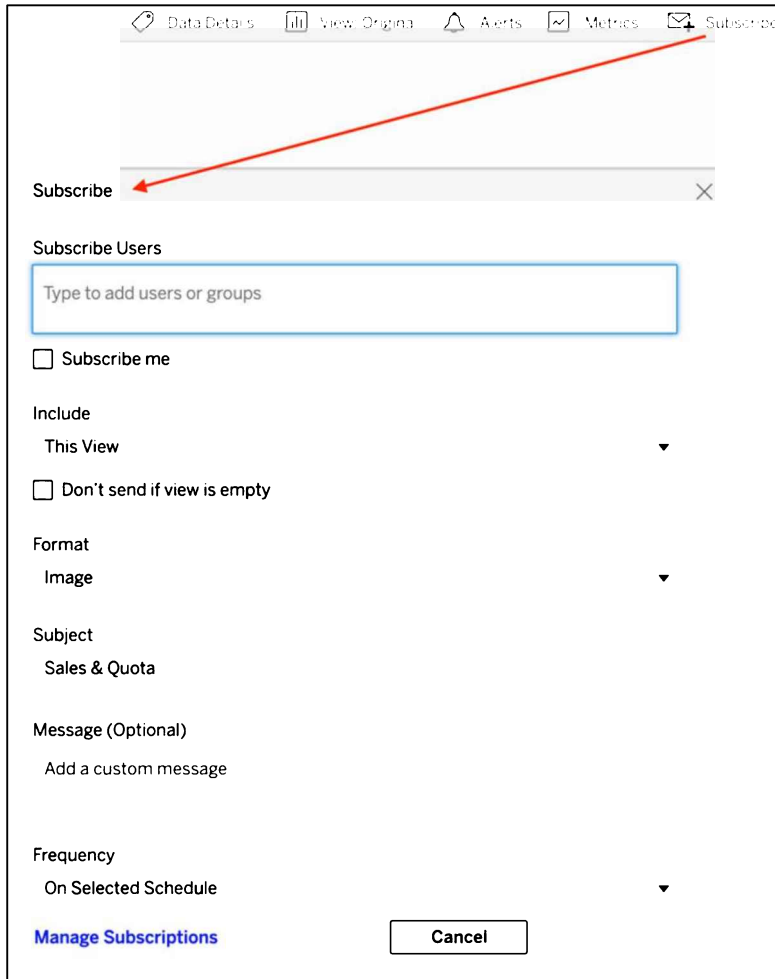 Data Details View: Original Alerts Metrics Subscribe
Subscribe
Subscribe Users
Type to add users or groups
Subscribe me
Include
This View
Don't send if view is empty
Format
Image
Subject
Sales & Quota
Message (Optional)
Add a custom message
Frequency
On Selected Schedule
Manage Subscriptions Cancel